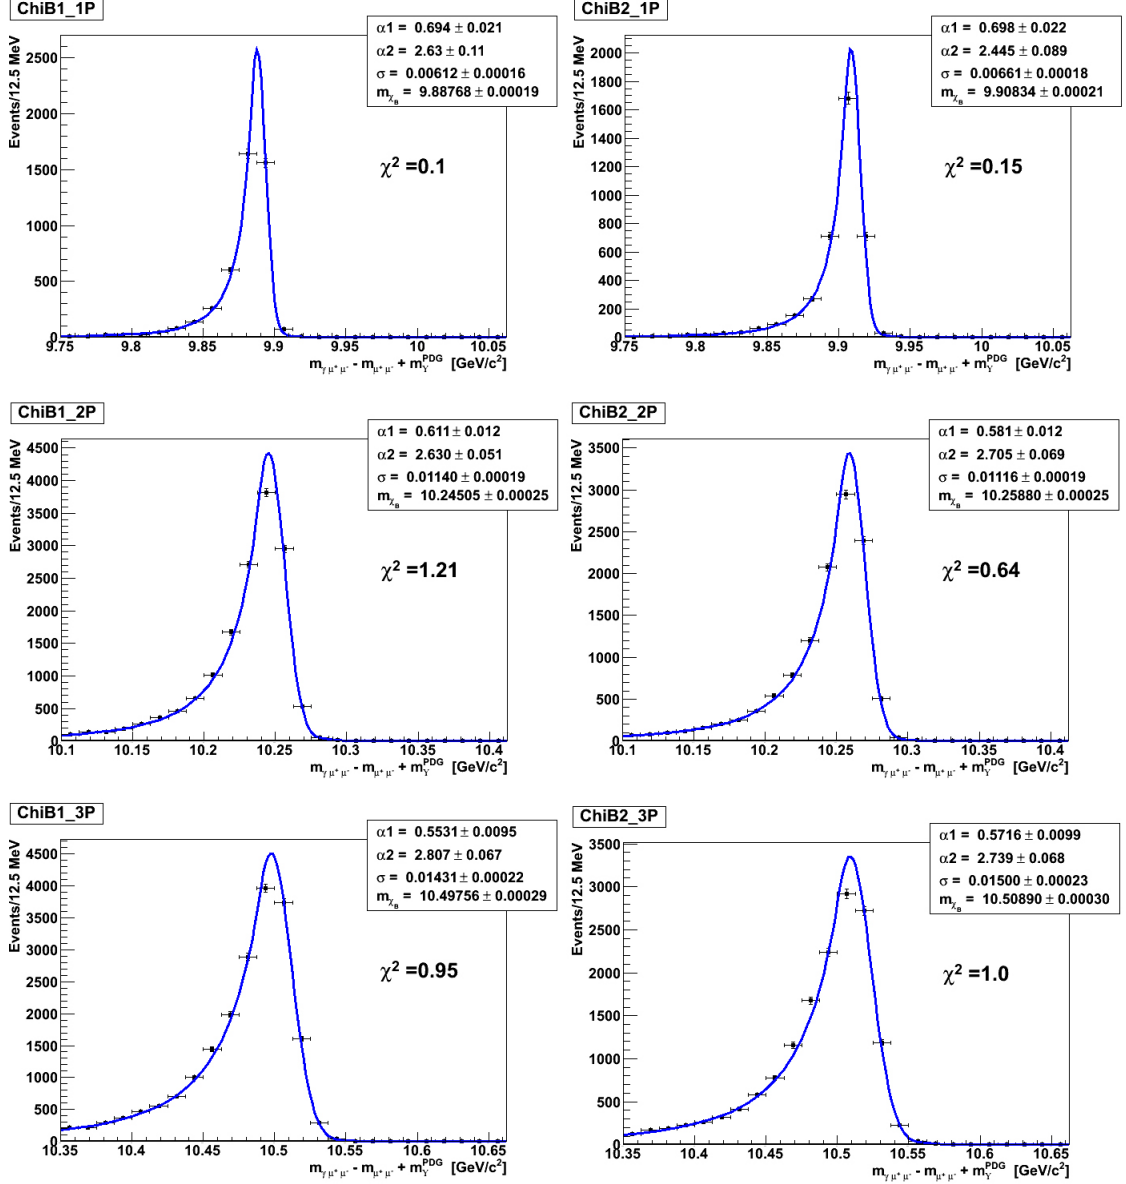 ChiB1_1P
α1 = 0.694 ± 0.021
α2 = 2.63 ± 0.11
σ = 0.00612 ± 0.00016
mχB = 9.88768 ± 0.00019
χ² =0.1
Events/12.5 MeV
2500
2000
1500
1000
500
0
9.75 9.8 9.85 9.9 9.95 10 10.05
mγ μ⁺ μ⁻ - mμ⁺ μ⁻ + mΥPDG [GeV/c²]
ChiB2_1P
α1 = 0.698 ± 0.022
α2 = 2.445 ± 0.089
σ = 0.00661 ± 0.00018
mχB = 9.90834 ± 0.00021
χ² =0.15
Events/12.5 MeV
2000
1800
1600
1400
1200
1000
800
600
400
200
0
9.75 9.8 9.85 9.9 9.95 10 10.05
mγ μ⁺ μ⁻ - mμ⁺ μ⁻ + mΥPDG [GeV/c²]
ChiB1_2P
α1 = 0.611 ± 0.012
α2 = 2.630 ± 0.051
σ = 0.01140 ± 0.00019
mχB = 10.24505 ± 0.00025
χ² =1.21
Events/12.5 MeV
4500
4000
3500
3000
2500
2000
1500
1000
500
0
10.1 10.15 10.2 10.25 10.3 10.35 10.4
mγ μ⁺ μ⁻ - mμ⁺ μ⁻ + mΥPDG [GeV/c²]
ChiB2_2P
α1 = 0.581 ± 0.012
α2 = 2.705 ± 0.069
σ = 0.01116 ± 0.00019
mχB = 10.25880 ± 0.00025
χ² =0.64
Events/12.5 MeV
3500
3000
2500
2000
1500
1000
500
0
10.1 10.15 10.2 10.25 10.3 10.35 10.4
mγ μ⁺ μ⁻ - mμ⁺ μ⁻ + mΥPDG [GeV/c²]
ChiB1_3P
α1 = 0.5531 ± 0.0095
α2 = 2.807 ± 0.067
σ = 0.01431 ± 0.00022
mχB = 10.49756 ± 0.00029
χ² =0.95
Events/12.5 MeV
4500
4000
3500
3000
2500
2000
1500
1000
500
0
10.35 10.4 10.45 10.5 10.55 10.6 10.65
mγ μ⁺ μ⁻ - mμ⁺ μ⁻ + mΥPDG [GeV/c²]
ChiB2_3P
α1 = 0.5716 ± 0.0099
α2 = 2.739 ± 0.068
σ = 0.01500 ± 0.00023
mχB = 10.50890 ± 0.00030
χ² =1.0
Events/12.5 MeV
3500
3000
2500
2000
1500
1000
500
0
10.35 10.4 10.45 10.5 10.55 10.6 10.65
mγ μ⁺ μ⁻ - mμ⁺ μ⁻ + mΥPDG [GeV/c²]